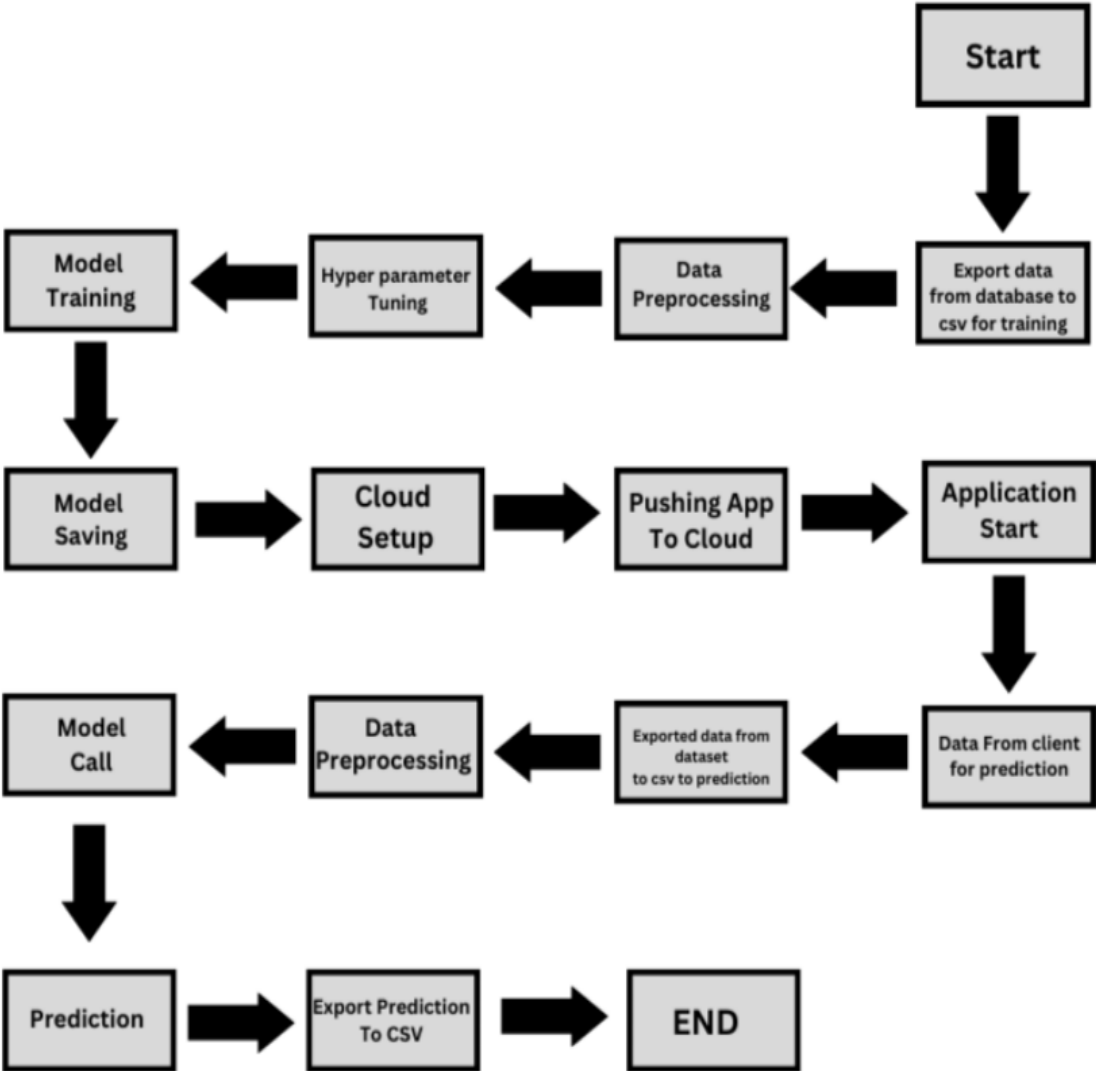 Start
Export data
from database to
csv for training
Data
Preprocessing
Hyper parameter
Tuning
Model
Training
Model
Saving
Cloud
Setup
Pushing App
To Cloud
Application
Start
Data From client
for prediction
Exported data from
dataset
to csv to prediction
Data
Preprocessing
Model
Call
Prediction
Export Prediction
To CSV
END